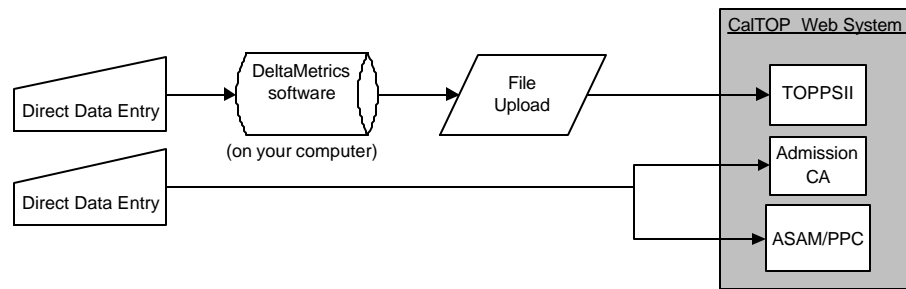 CalTOP Web System
Direct Data Entry
DeltaMetrics
software
(on your computer)
File
Upload
TOPPSII
Direct Data Entry
Admission
CA
ASAM/PPC